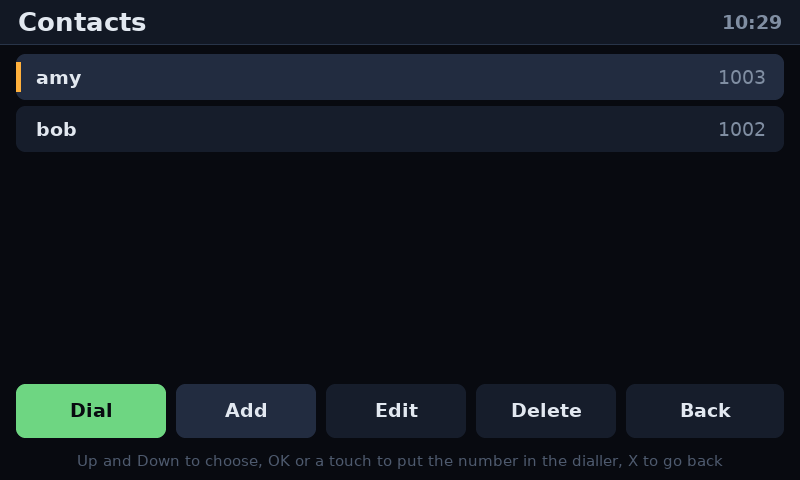 Contacts 10:29
amy 1003
bob 1002
Dial Add Edit Delete Back
Up and Down to choose, OK or a touch to put the number in the dialler, X to go back